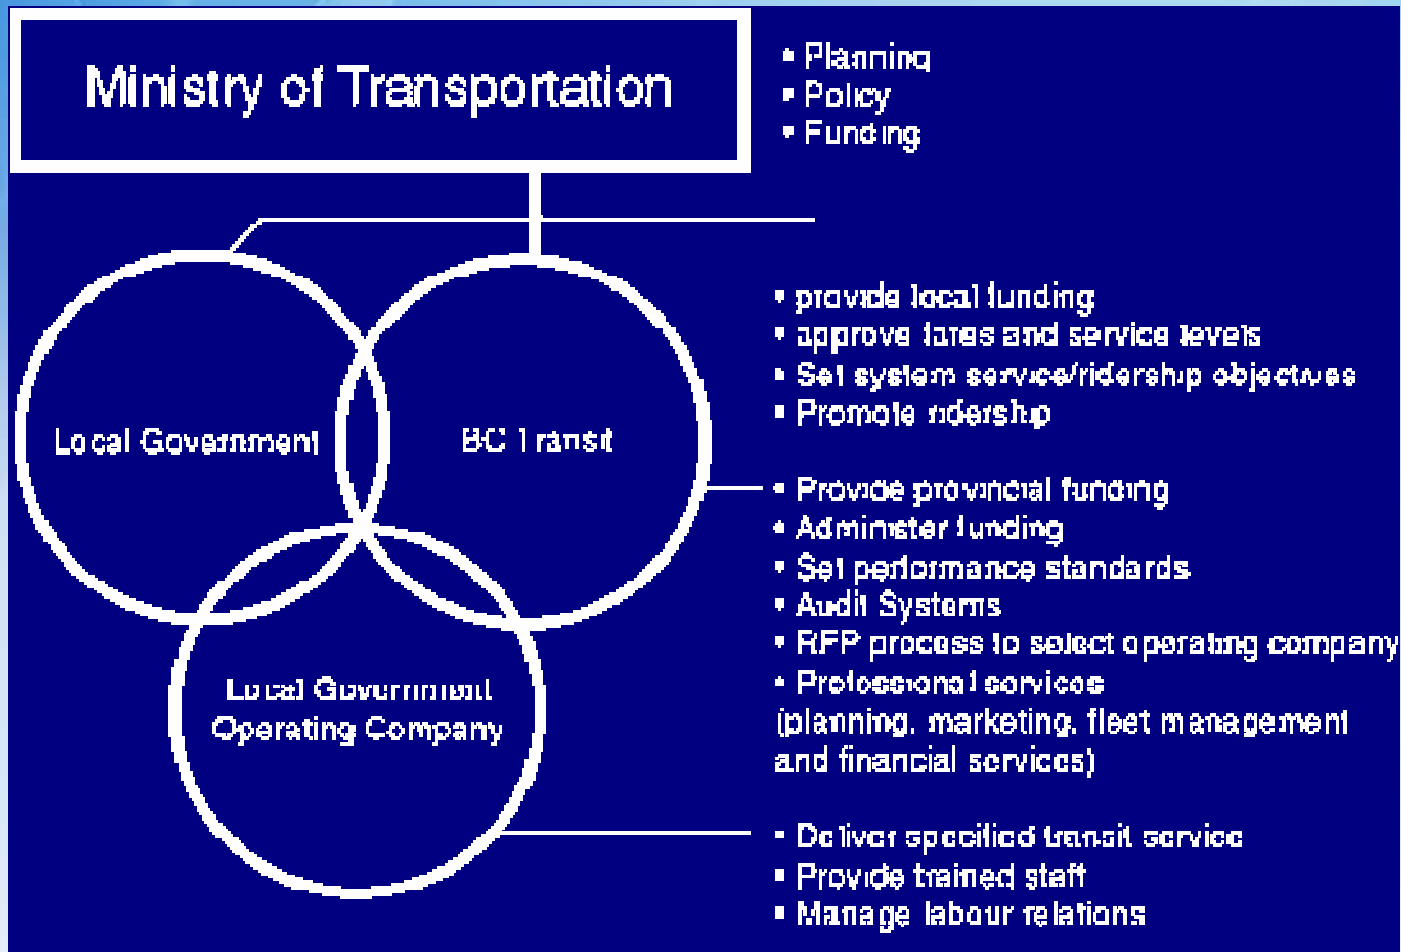 Ministry of Transportation
• Planning
• Policy
• Funding
Local Government
BC Transit
Local Government
Operating Company
• provide local funding
• approve fares and service levels
• Set system service/ridership objectives
• Promote ridership
• Provide provincial funding
• Administer funding
• Set performance standards
• Audit Systems
• RFP process to select operating company
• Professional services
(planning, marketing, fleet management
and financial services)
• Deliver specified transit service
• Provide trained staff
• Manage labour relations